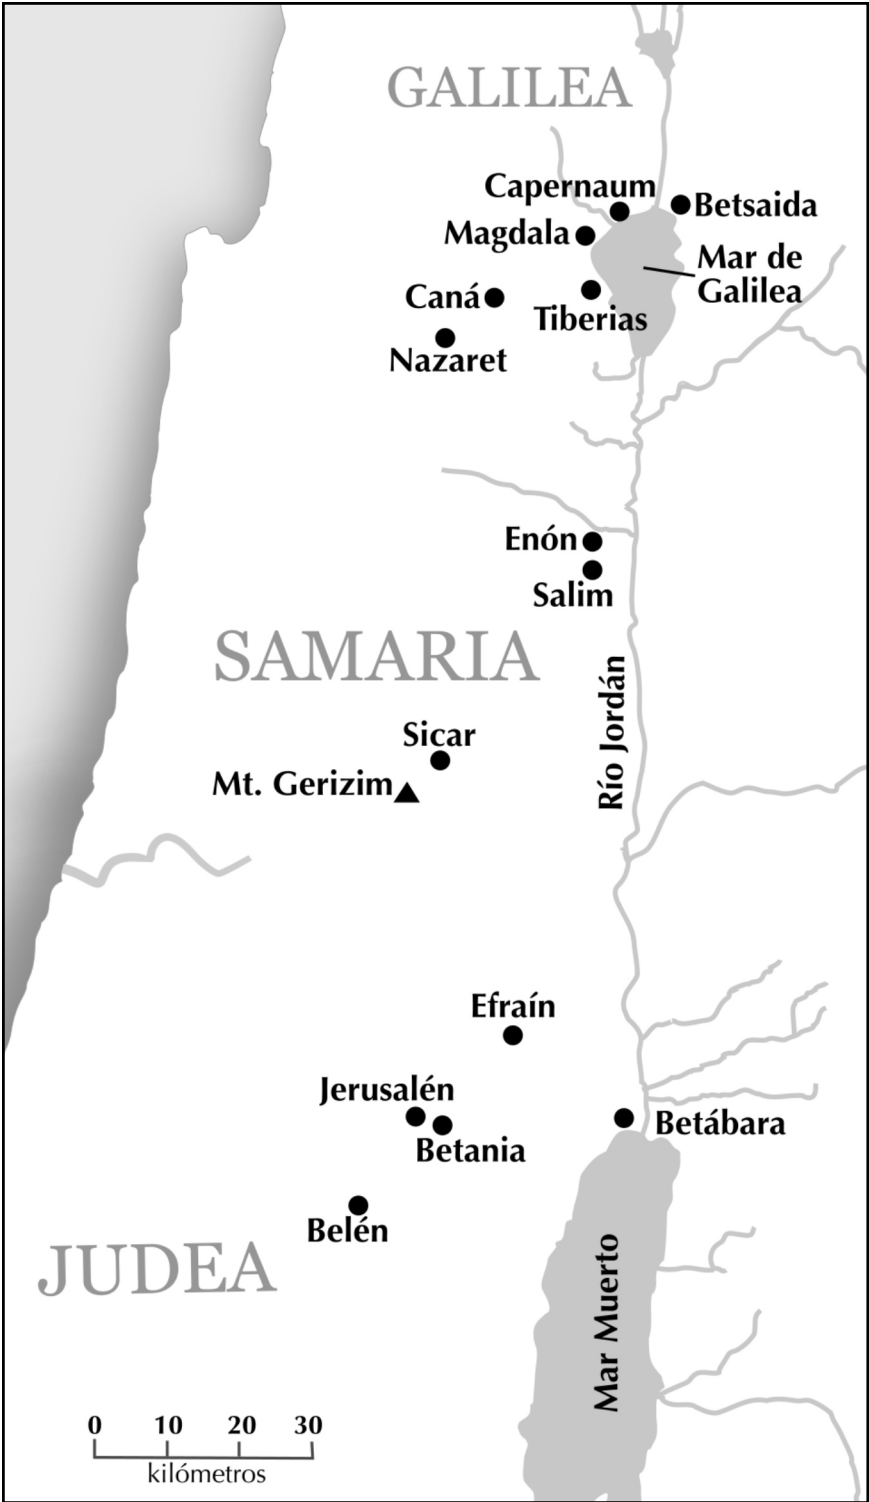 GALILEA
Capernaum
Betsaida
Magdala
Mar de
Galilea
Caná
Tiberias
Nazaret
Enón
Salim
SAMARIA
Río Jordán
Sicar
Mt. Gerizim
Efraín
Jerusalén
Betania
Betábara
Belén
JUDEA
Mar Muerto
0 10 20 30
kilómetros